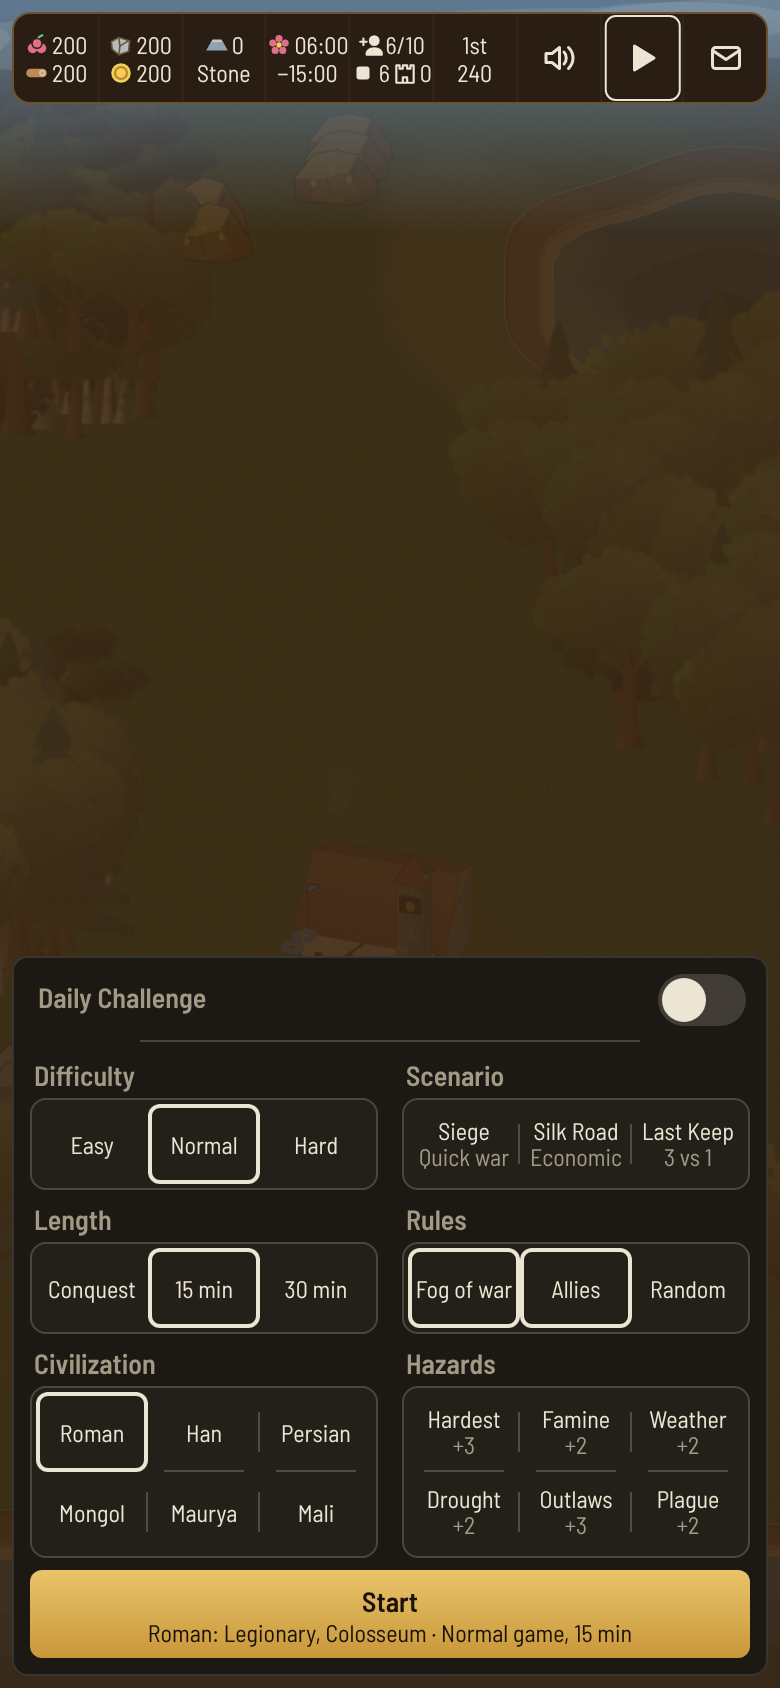 200 200 0 06:00 +6/10 1st
200 200 Stone –15:00 6 0 240
Daily Challenge
Difficulty
Easy Normal Hard
Scenario
Siege Silk Road Last Keep
Quick war Economic 3 vs 1
Length
Conquest 15 min 30 min
Rules
Fog of war Allies Random
Civilization
Roman Han Persian
Mongol Maurya Mali
Hazards
Hardest Famine Weather
+3 +2 +2
Drought Outlaws Plague
+2 +3 +2
Start
Roman: Legionary, Colosseum · Normal game, 15 min